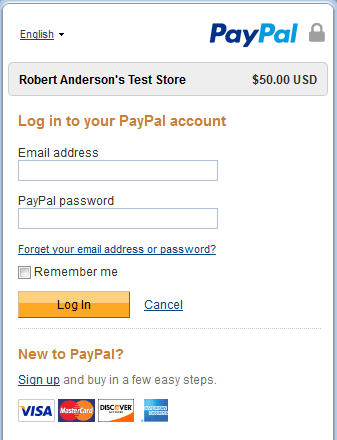 English
PayPal
Robert Anderson's Test Store $50.00 USD
Log in to your PayPal account
Email address
PayPal password
Forget your email address or password?
Remember me
Log In Cancel
New to PayPal?
Sign up and buy in a few easy steps.
VISA MasterCard DISCOVER